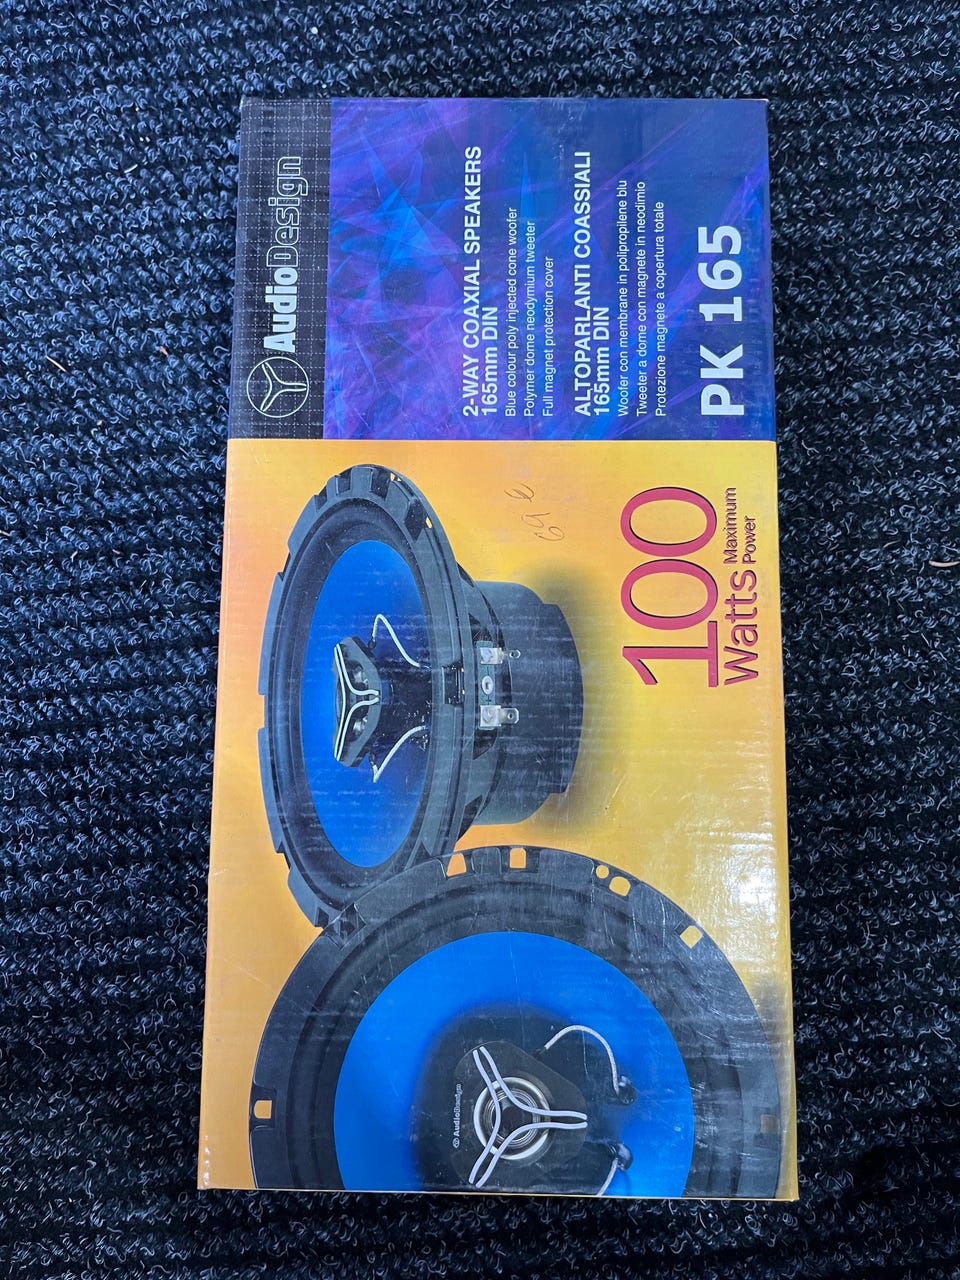 AudioDesign
2-WAY COAXIAL SPEAKERS
165mm DIN
Blue colour poly injected cone woofer
Polymer dome neodymium tweeter
Full magnet protection cover
ALTOPARLANTI COASSIALI
165mm DIN
Woofer con membrane in polipropilene blu
Tweeter a dome con magnete in neodimio
Protezione magnete a copertura totale
PK 165
100
Watts Maximum
Power
AudioDesign